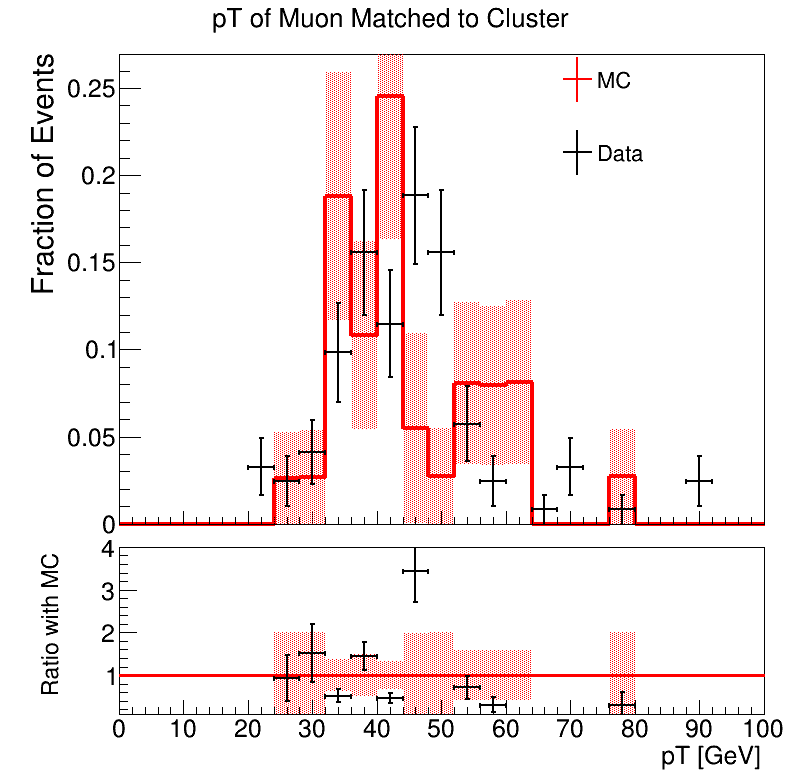 pT of Muon Matched to Cluster
Fraction of Events
0.25
0.2
0.15
0.1
0.05
0
MC
Data
Ratio with MC
4
3
2
1
0 10 20 30 40 50 60 70 80 90 100
pT [GeV]